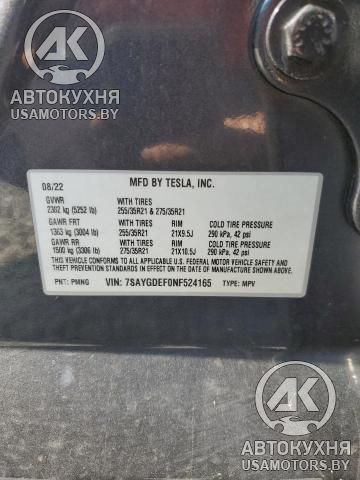 АВТОКУХНЯ
USAMOTORS.BY
АВТОКУХНЯ
USAMOTORS.BY
08/22
MFD BY TESLA, INC.
GVWR
2382 kg (5252 lb)
255/35R21 & 275/35R21
GAWR FRT
TIRES
RIM
COLD TIRE PRESSURE
1363 kg (3004 lb)
255/35R21
21X9.5J
290 kPa, 42 psi
GAWR RR
TIRES
RIM
COLD TIRE PRESSURE
1500 kg (3306 lb)
275/35R21
21X10.5J
290 kPa, 42 psi
THIS VEHICLE CONFORMS TO ALL APPLICABLE U.S. FEDERAL MOTOR VEHICLE SAFETY
AND THEFT PREVENTION STANDARDS IN EFFECT ON THE DATE OF MANUFACTURE
SHOWN ABOVE.
PNT: PMNG
VIN: 7SAYGDEF0NF524165
TYPE: MPV
АВТОКУХНЯ
USAMOTORS.BY